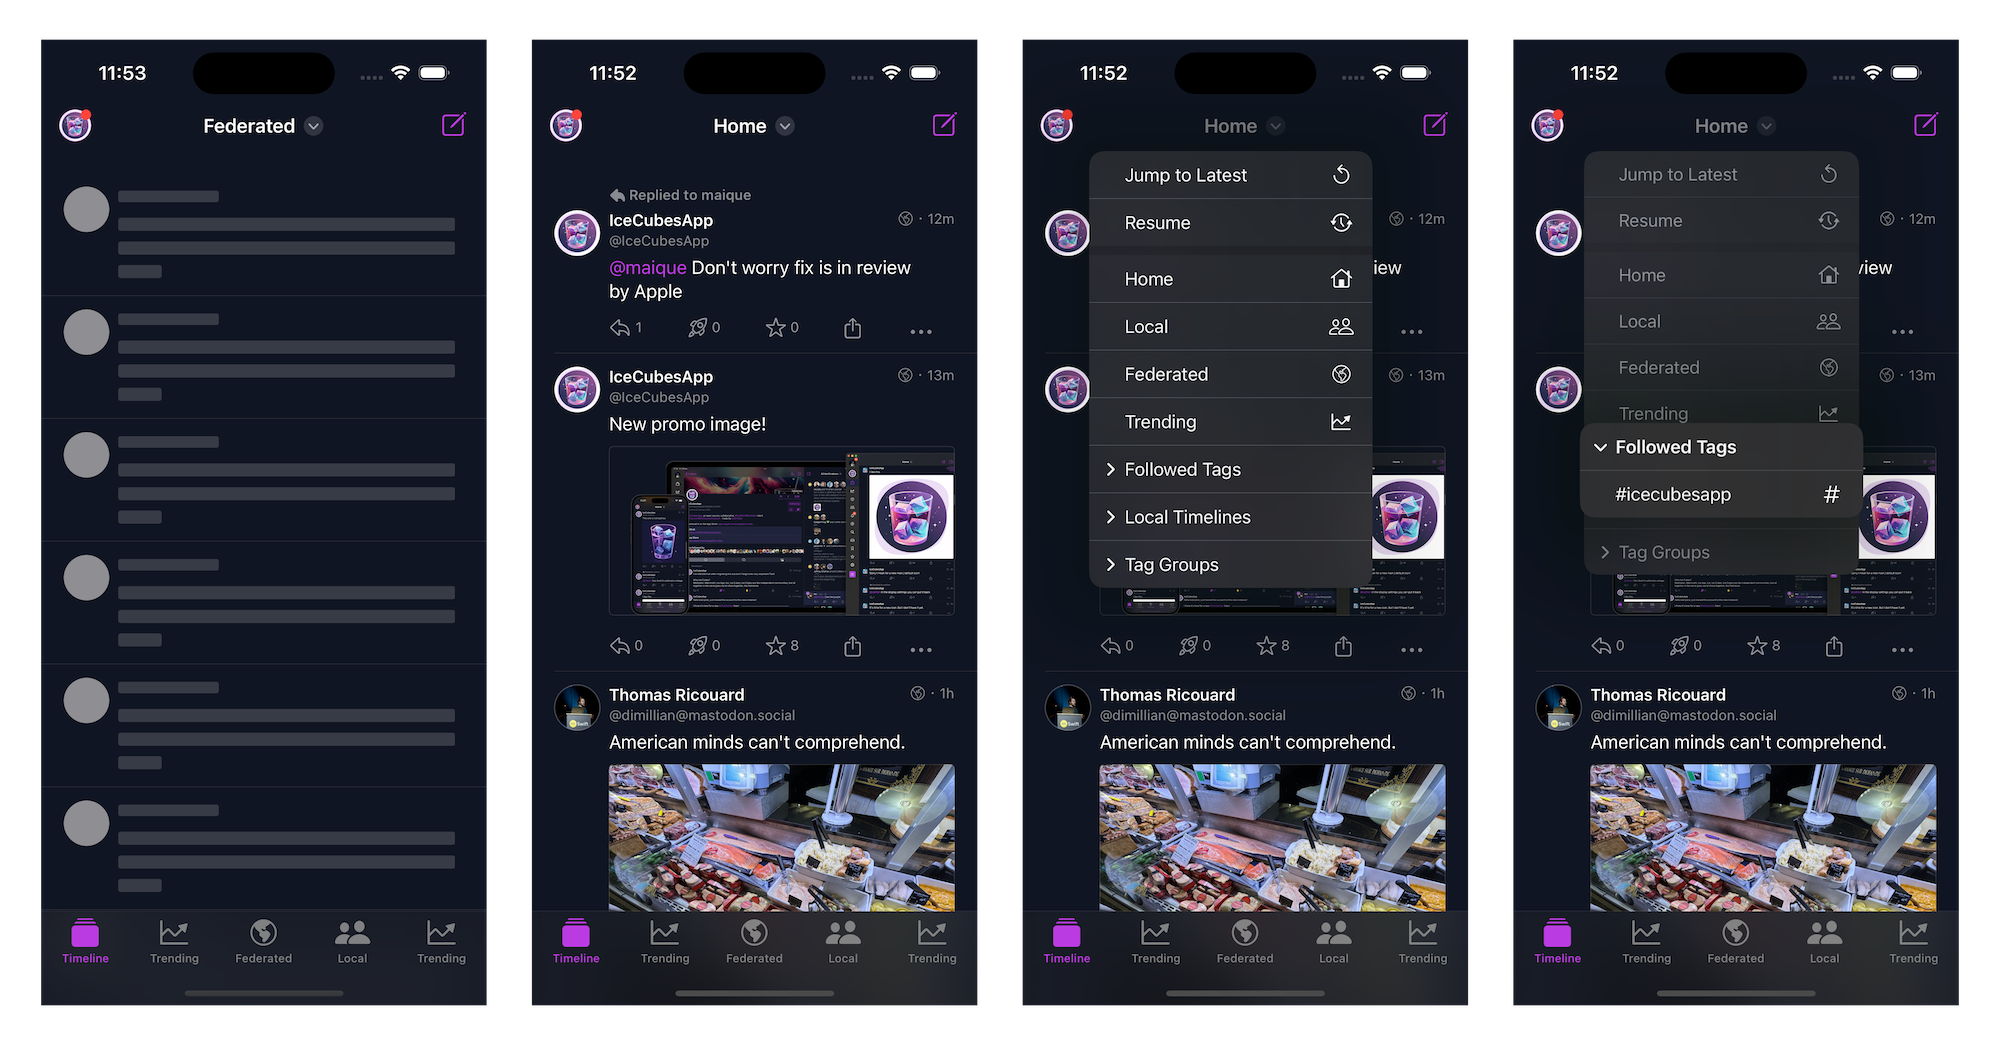 11:53
Federated
Timeline
Trending
Federated
Local
Trending
11:52
Home
Replied to maique
IceCubesApp
· 12m
@IceCubesApp
@maique Don't worry fix is in review
by Apple
1
0
0
IceCubesApp
· 13m
@IceCubesApp
New promo image!
0
0
8
Thomas Ricouard
· 1h
@dimillian@mastodon.social
American minds can't comprehend.
Timeline
Trending
Federated
Local
Trending
11:52
Home
Jump to Latest
Resume
Home
Local
Federated
Trending
Followed Tags
Local Timelines
Tag Groups
· 12m
iew
· 13m
0
0
8
Thomas Ricouard
· 1h
@dimillian@mastodon.social
American minds can't comprehend.
Timeline
Trending
Federated
Local
Trending
11:52
Home
Jump to Latest
Resume
Home
Local
Federated
Trending
Followed Tags
#icecubesapp
#
Tag Groups
· 12m
view
· 13m
0
0
8
Thomas Ricouard
· 1h
@dimillian@mastodon.social
American minds can't comprehend.
Timeline
Trending
Federated
Local
Trending